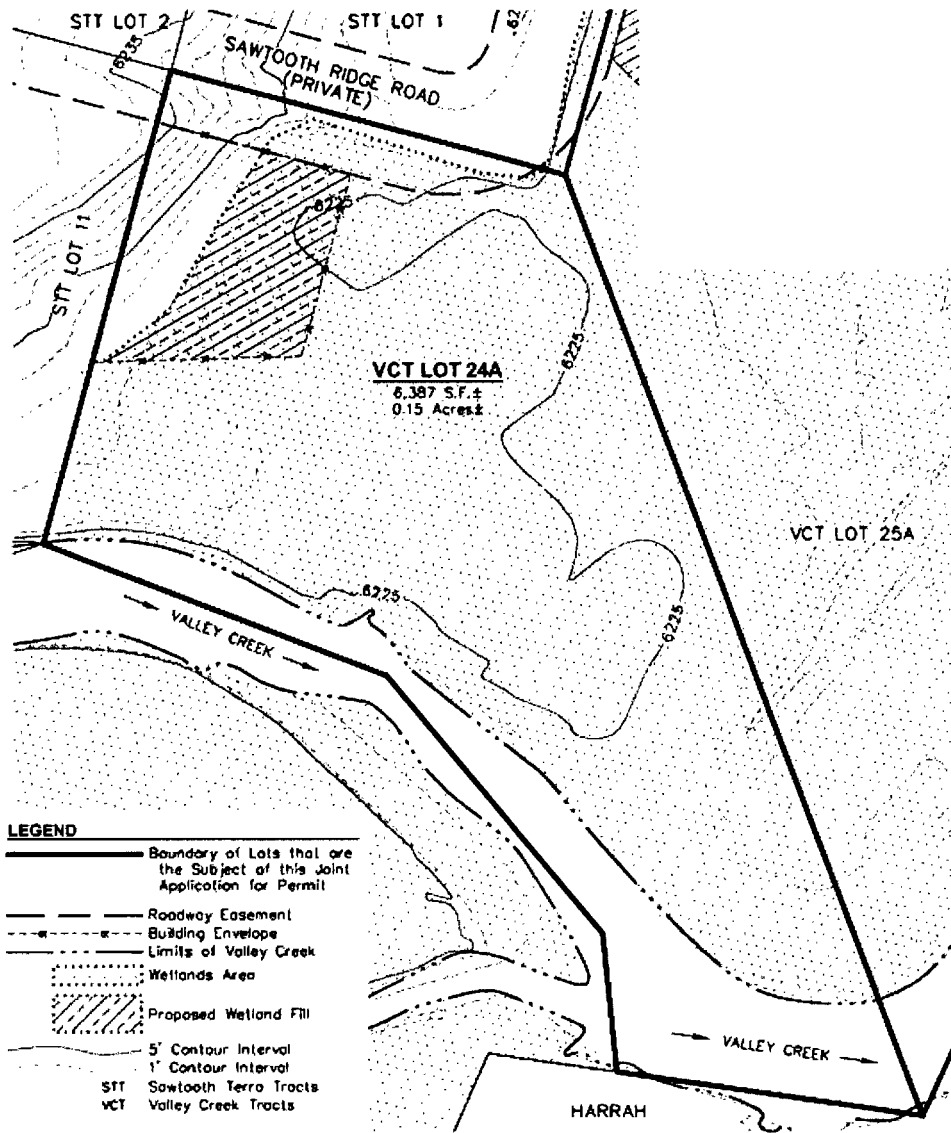 STT LOT 2
STT LOT 1
6235
SAWTOOTH RIDGE ROAD
(PRIVATE)
STT LOT 11
6225
VCT LOT 24A
6,387 S.F.±
0.15 Acres±
6225
VCT LOT 25A
6225
6225
VALLEY CREEK
VALLEY CREEK
HARRAH
LEGEND
Boundary of Lots that are
the Subject of this Joint
Application for Permit
Roadway Easement
Building Envelope
Limits of Valley Creek
Wetlands Area
Proposed Wetland Fill
5' Contour Interval
1' Contour Interval
STT Sawtooth Terra Tracts
VCT Valley Creek Tracts